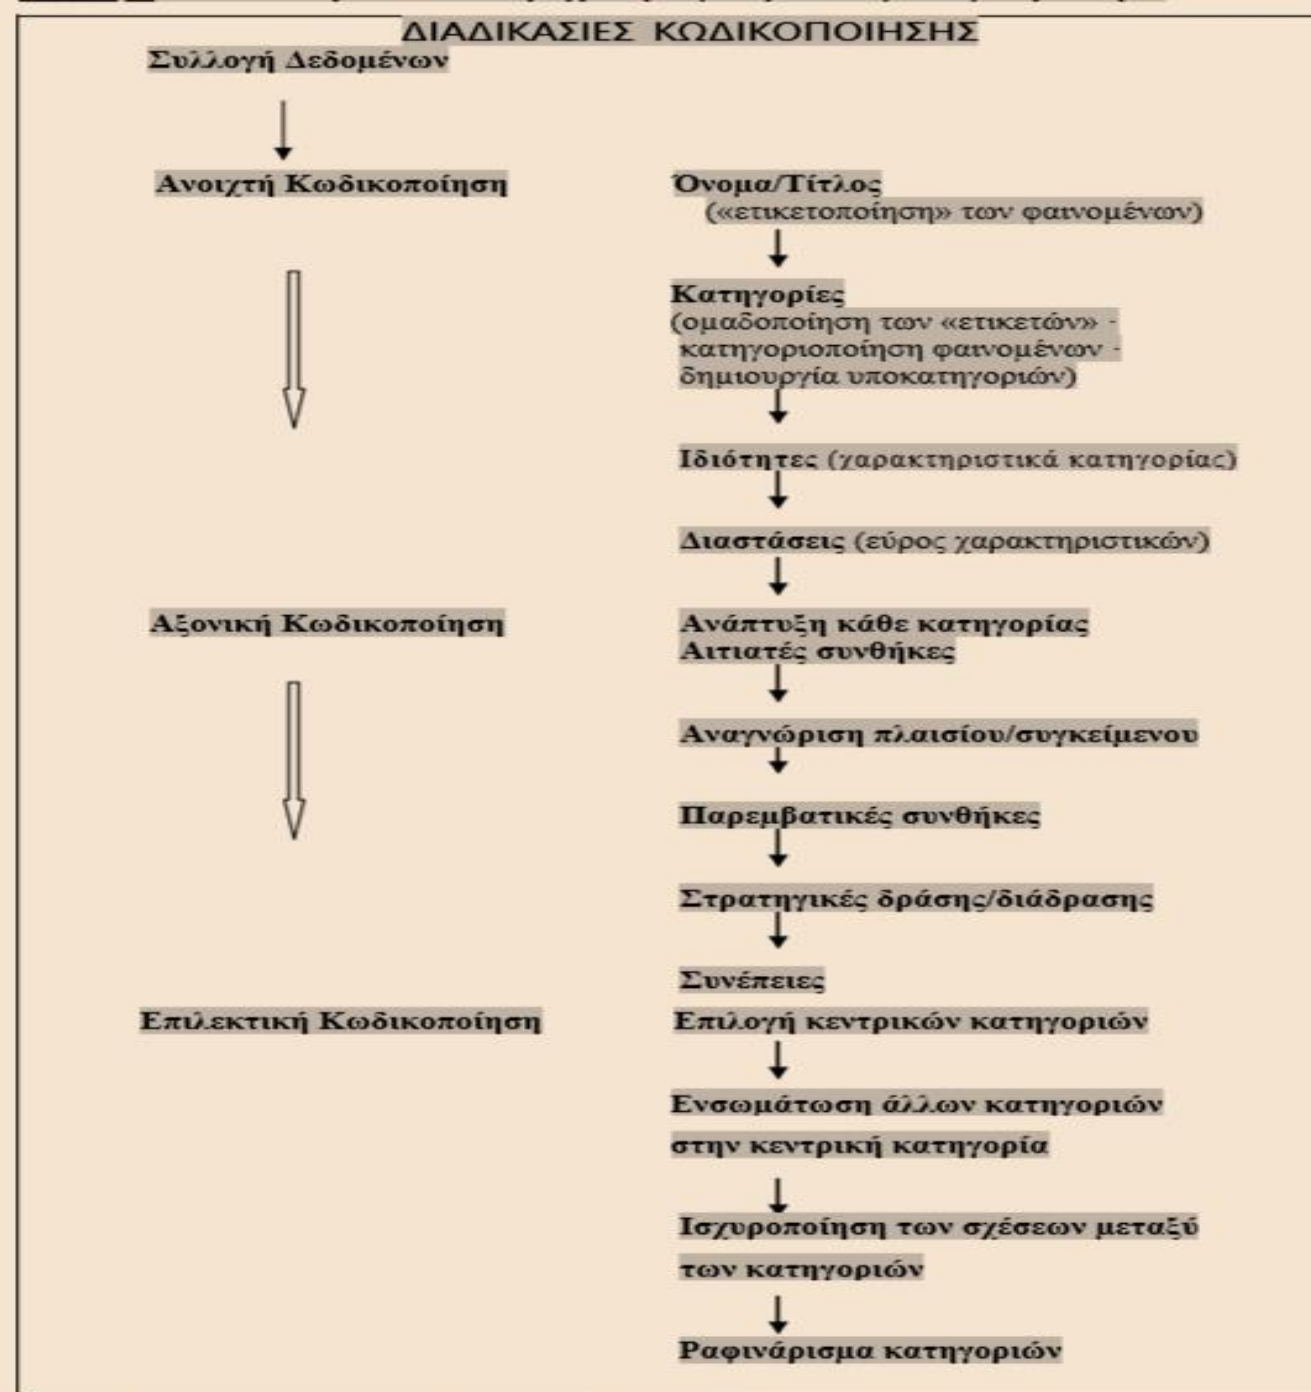 ΔΙΑΔΙΚΑΣΙΕΣ ΚΩΔΙΚΟΠΟΙΗΣΗΣ
Συλλογή Δεδομένων
Ανοιχτή Κωδικοποίηση
Όνομα/Τίτλος
(«ετικετοποίηση» των φαινομένων)
Κατηγορίες
(ομαδοποίηση των «ετικετών» -
κατηγοριοποίηση φαινομένων -
δημιουργία υποκατηγοριών)
Ιδιότητες (χαρακτηριστικά κατηγορίας)
Διαστάσεις (εύρος χαρακτηριστικών)
Αξονική Κωδικοποίηση
Ανάπτυξη κάθε κατηγορίας
Αιτιατές συνθήκες
Αναγνώριση πλαισίου/συγκείμενου
Παρεμβατικές συνθήκες
Στρατηγικές δράσης/διάδρασης
Συνέπειες
Επιλεκτική Κωδικοποίηση
Επιλογή κεντρικών κατηγοριών
Ενσωμάτωση άλλων κατηγοριών
στην κεντρική κατηγορία
Ισχυροποίηση των σχέσεων μεταξύ
των κατηγοριών
Ραφινάρισμα κατηγοριών